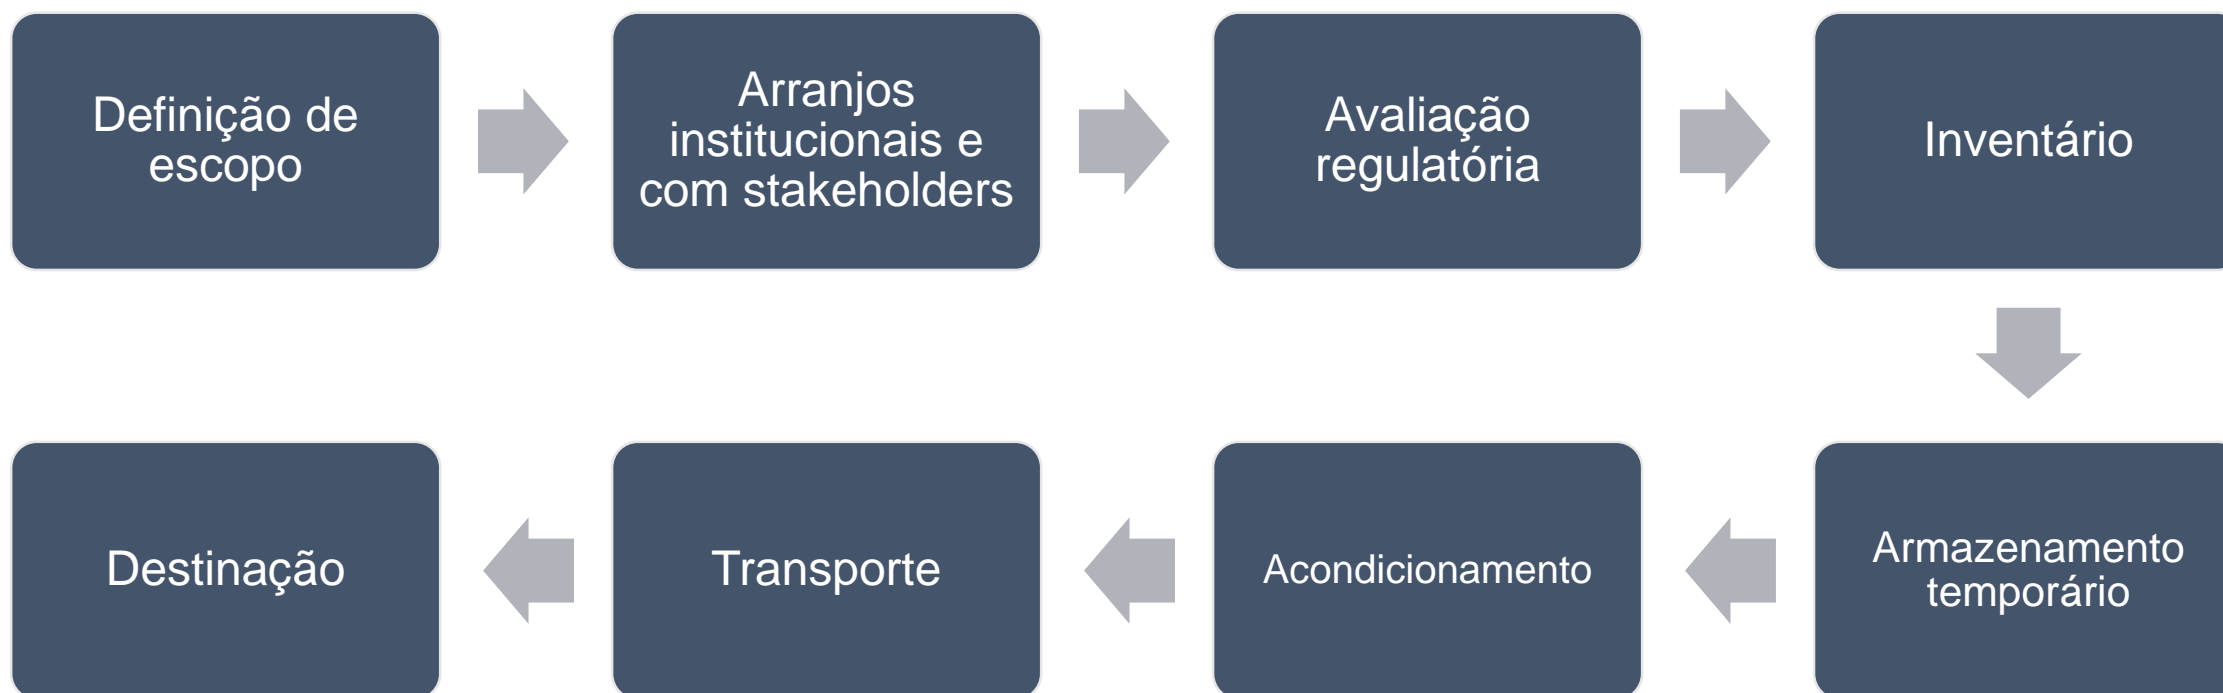 Definição de
escopo
Arranjos
institucionais e
com stakeholders
Avaliação
regulatória
Inventário
Armazenamento
temporário
Acondicionamento
Transporte
Destinação